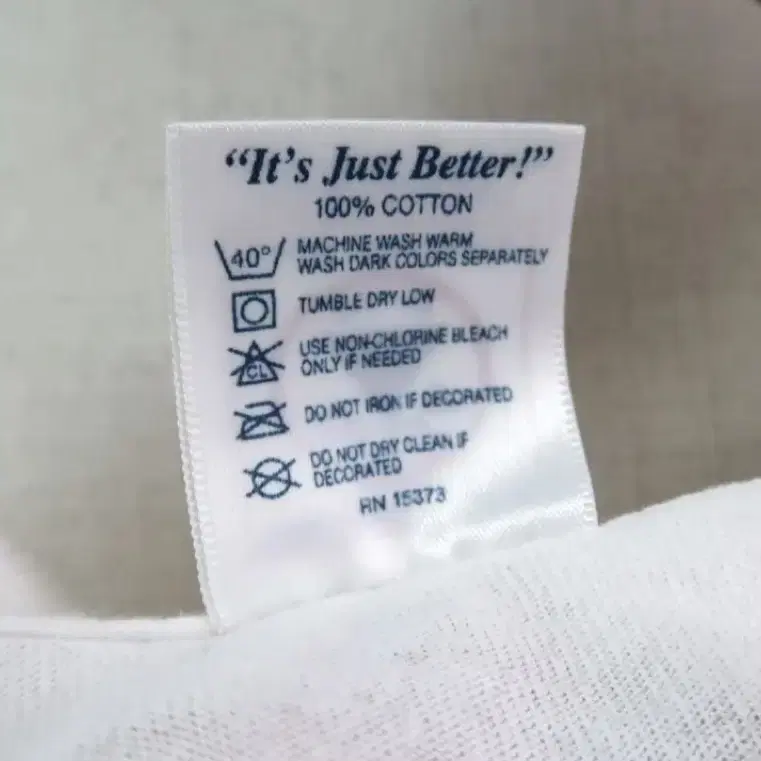 “It’s Just Better!”
100% COTTON
40°
MACHINE WASH WARM
WASH DARK COLORS SEPARATELY
TUMBLE DRY LOW
CL
USE NON-CHLORINE BLEACH
ONLY IF NEEDED
DO NOT IRON IF DECORATED
DO NOT DRY CLEAN IF
DECORATED
RN 15373